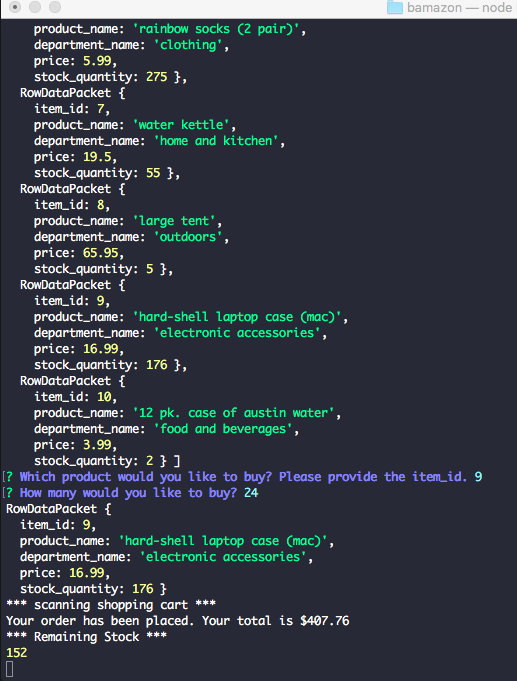 bamazon — node
product_name: 'rainbow socks (2 pair)',
department_name: 'clothing',
price: 5.99,
stock_quantity: 275 },
RowDataPacket {
item_id: 7,
product_name: 'water kettle',
department_name: 'home and kitchen',
price: 19.5,
stock_quantity: 55 },
RowDataPacket {
item_id: 8,
product_name: 'large tent',
department_name: 'outdoors',
price: 65.95,
stock_quantity: 5 },
RowDataPacket {
item_id: 9,
product_name: 'hard-shell laptop case (mac)',
department_name: 'electronic accessories',
price: 16.99,
stock_quantity: 176 },
RowDataPacket {
item_id: 10,
product_name: '12 pk. case of austin water',
department_name: 'food and beverages',
price: 3.99,
stock_quantity: 2 } ]
[? Which product would you like to buy? Please provide the item_id. 9
[? How many would you like to buy? 24
RowDataPacket {
item_id: 9,
product_name: 'hard-shell laptop case (mac)',
department_name: 'electronic accessories',
price: 16.99,
stock_quantity: 176 }
*** scanning shopping cart ***
Your order has been placed. Your total is $407.76
*** Remaining Stock ***
152